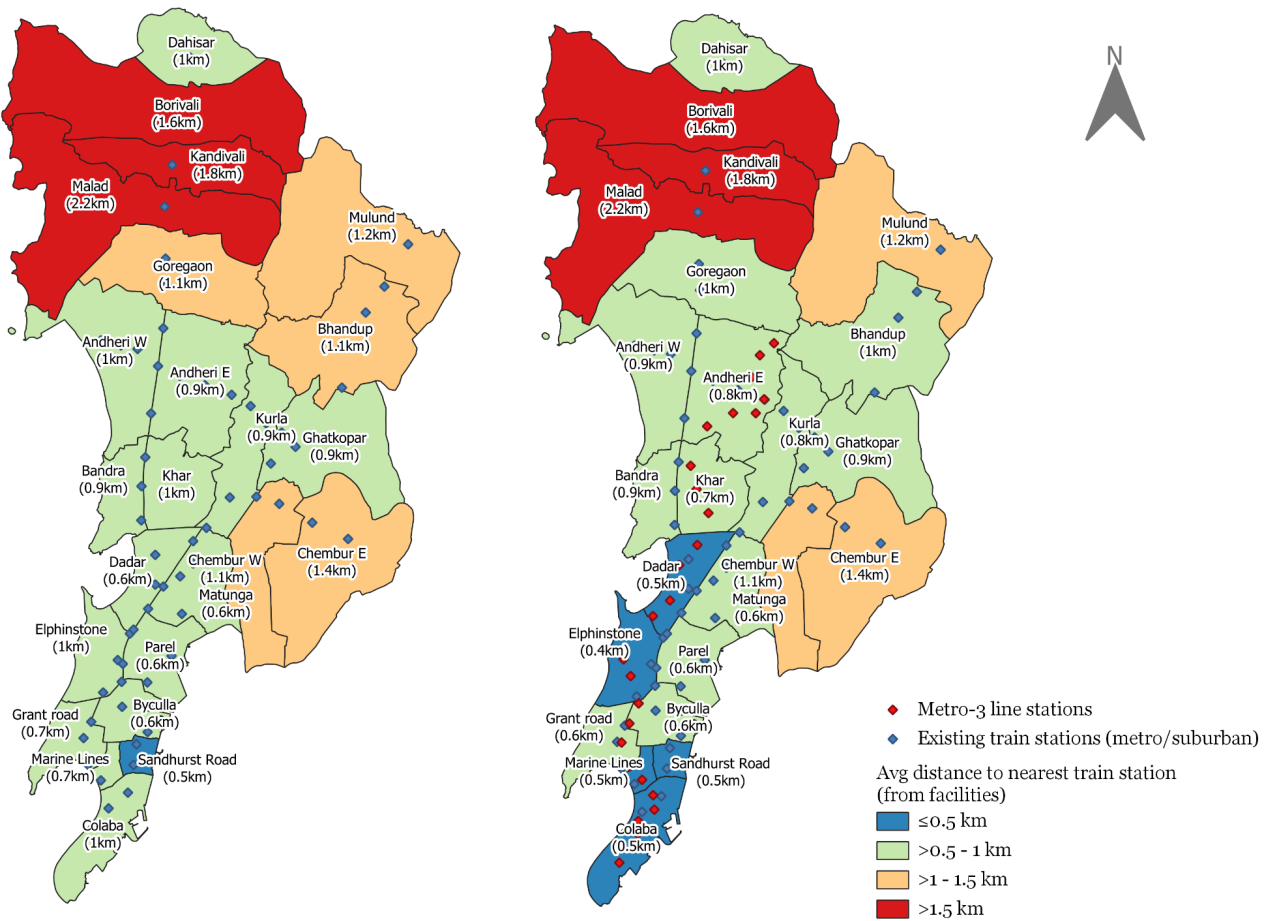 Dahisar
(1km)
Borivali
(1.6km)
Kandivali
(1.8km)
Malad
(2.2km)
Mulund
(1.2km)
Goregaon
(1.1km)
Bhandup
(1.1km)
Andheri W
(1km)
Andheri E
(0.9km)
Kurla
(0.9km)
Ghatkopar
(0.9km)
Bandra
(0.9km)
Khar
(1km)
Chembur E
(1.4km)
Dadar
(0.6km)
Chembur W
(1.1km)
Matunga
(0.6km)
Elphinstone
(1km)
Parel
(0.6km)
Grant road
(0.7km)
Byculla
(0.6km)
Marine Lines
(0.7km)
Sandhurst Road
(0.5km)
Colaba
(1km)
Dahisar
(1km)
Borivali
(1.6km)
Kandivali
(1.8km)
Malad
(2.2km)
Mulund
(1.2km)
Goregaon
(1km)
Bhandup
(1km)
Andheri W
(0.9km)
Andheri E
(0.8km)
Kurla
(0.8km)
Ghatkopar
(0.9km)
Bandra
(0.9km)
Khar
(0.7km)
Chembur E
(1.4km)
Dadar
(0.5km)
Chembur W
(1.1km)
Matunga
(0.6km)
Elphinstone
(0.4km)
Parel
(0.6km)
Grant road
(0.6km)
Byculla
(0.6km)
Marine Lines
(0.5km)
Sandhurst Road
(0.5km)
Colaba
(0.5km)
N
Metro-3 line stations
Existing train stations (metro/suburban)
Avg distance to nearest train station
(from facilities)
≤0.5 km
>0.5 - 1 km
>1 - 1.5 km
>1.5 km